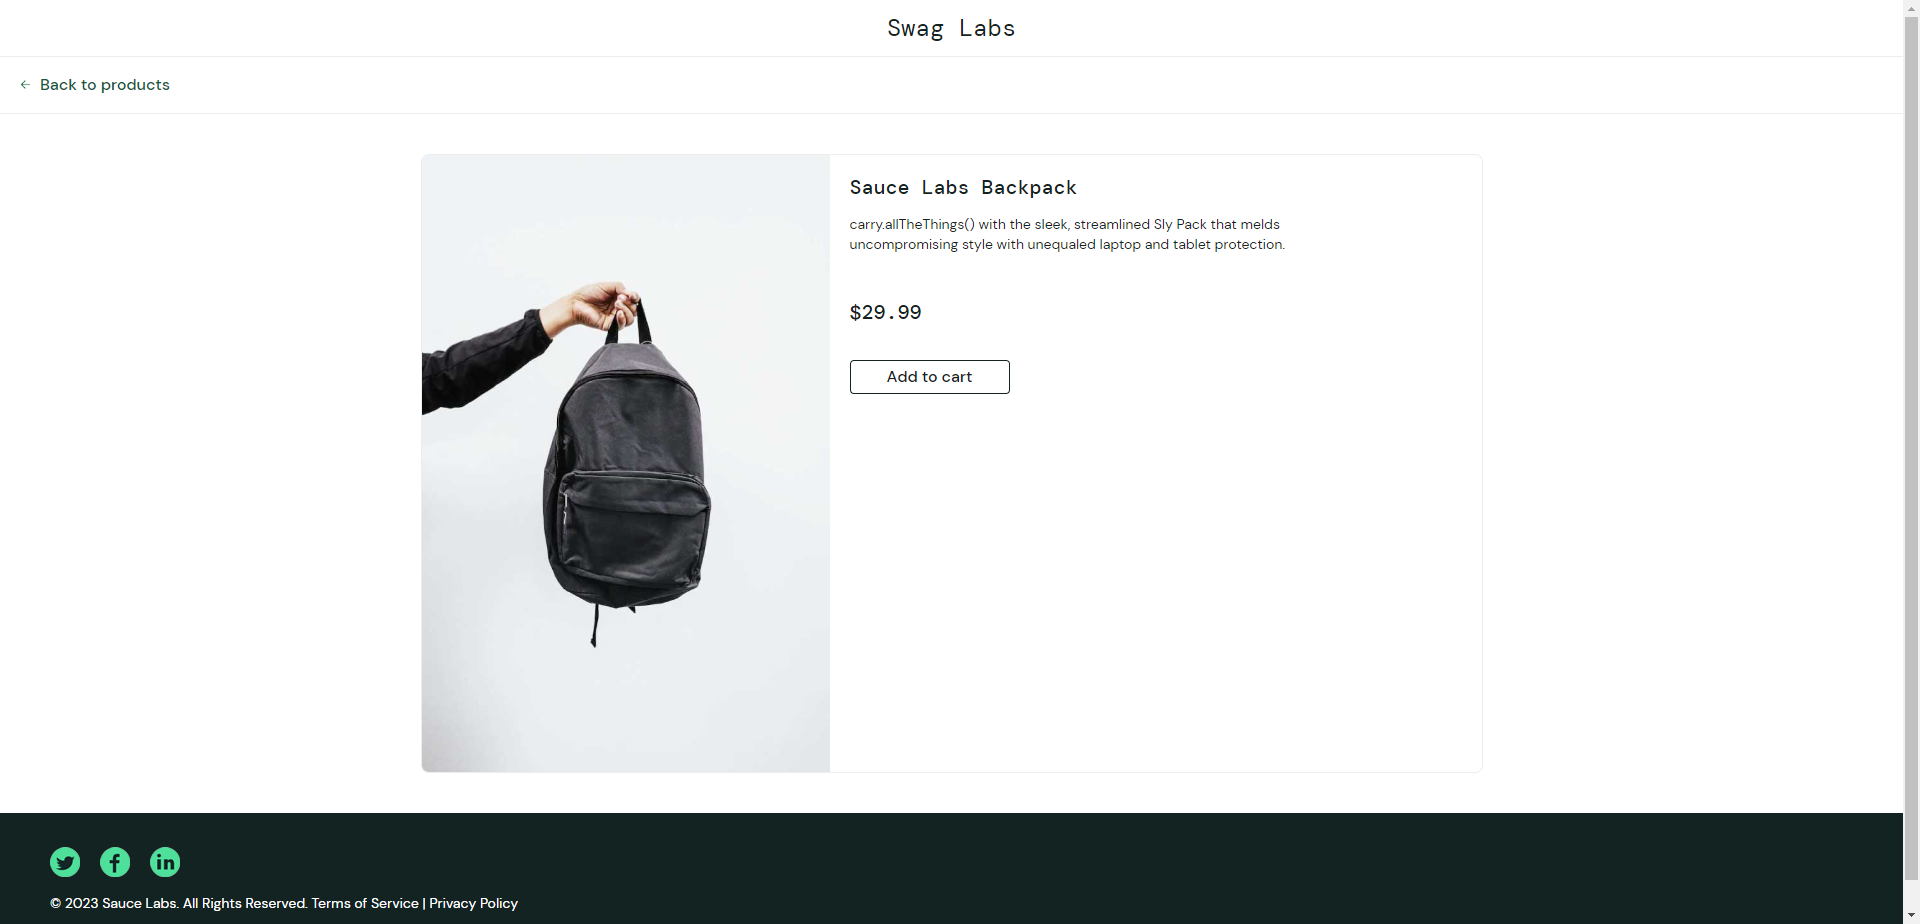 Swag Labs
Back to products
Sauce Labs Backpack
carry.allTheThings() with the sleek, streamlined Sly Pack that melds
uncompromising style with unequaled laptop and tablet protection.
$29.99
Add to cart
© 2023 Sauce Labs. All Rights Reserved. Terms of Service | Privacy Policy